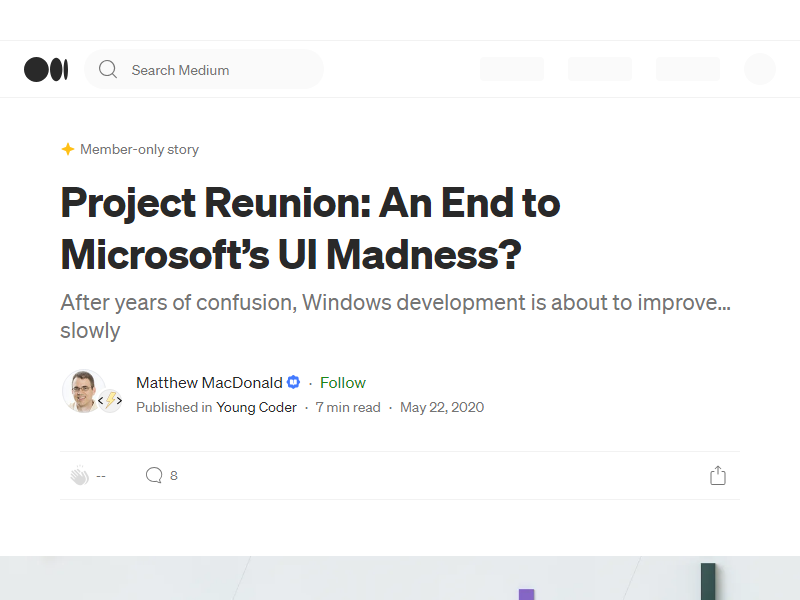 Search Medium
Member-only story
Project Reunion: An End to
Microsoft’s UI Madness?
After years of confusion, Windows development is about to improve…
slowly
Matthew MacDonald · Follow
Published in Young Coder · 7 min read · May 22, 2020
-- 8